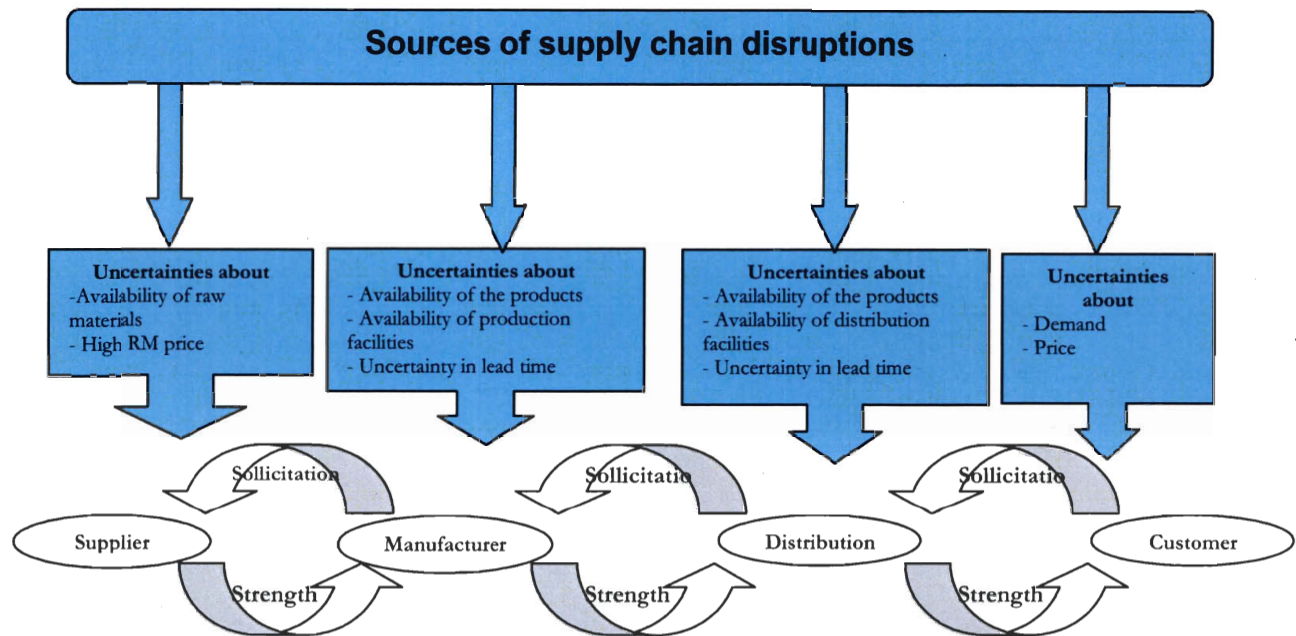 Sources of supply chain disruptions
Uncertainties about
-Availability of raw
materials
- High RM price
Uncertainties about
- Availability of the products
- Availability of production
facilities
- Uncertainty in lead time
Uncertainties about
- Availability of the products
- Availability of distribution
facilities
- Uncertainty in lead time
Uncertainties
about
- Demand
- Price
Sollicitation
Sollicitatio
Sollicitatio
Supplier
Manufacturer
Distribution
Customer
Strength
Strength
Strength